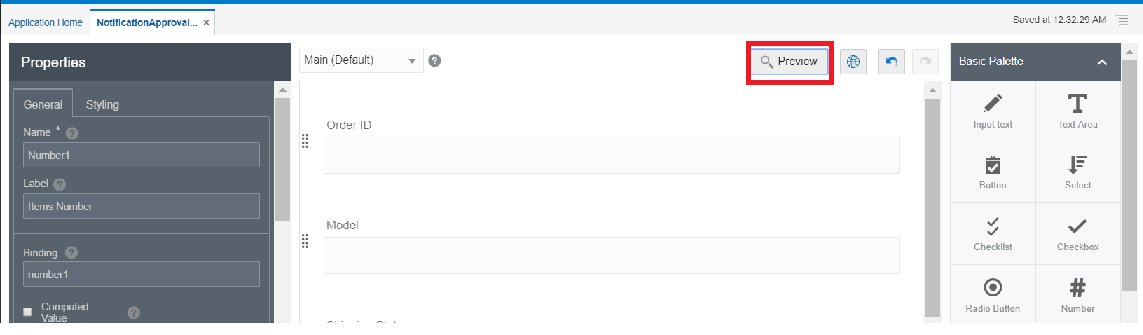 Application Home
NotificationApproval... ×
Saved at 12:32:29 AM
Properties
General
Styling
Name * ?
Number1
Label ?
Items Number
Binding ?
number1
Computed
Value ?
Main (Default)
?
Preview
Order ID
Model
Basic Palette
Input text
Text Area
Button
Select
Checklist
Checkbox
Radio Button
Number